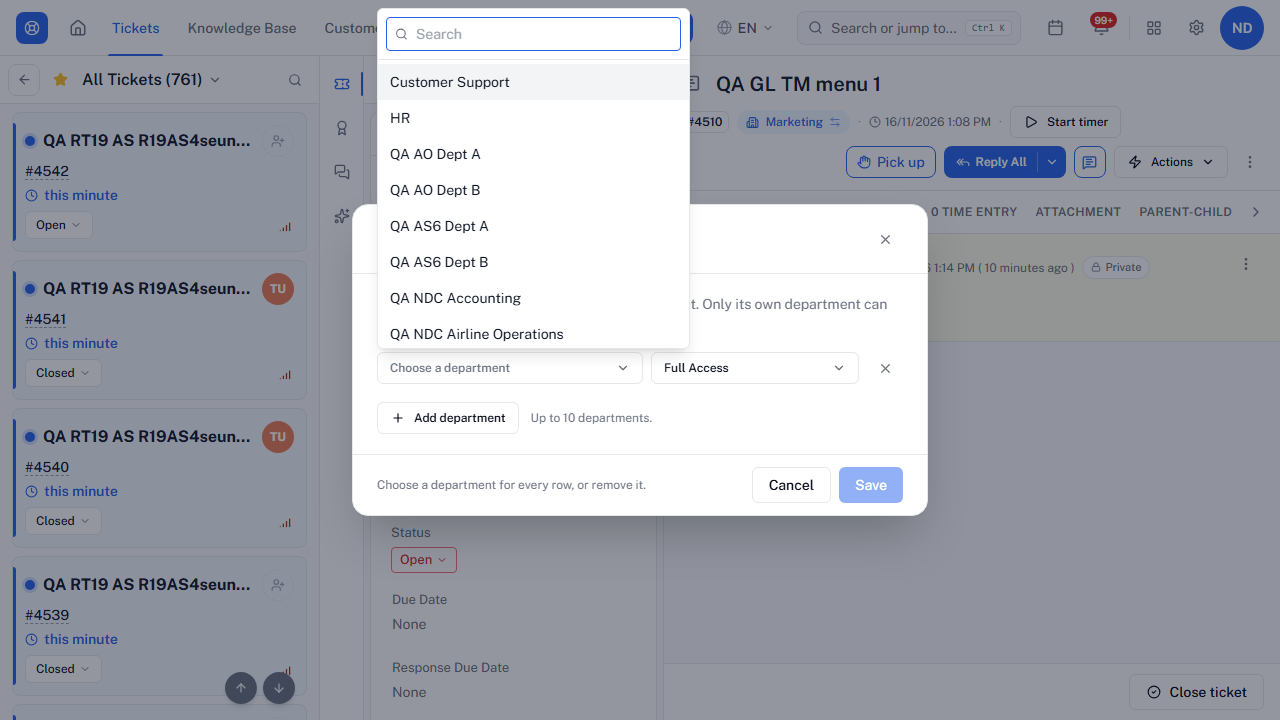 Tickets
Knowledge Base
EN
Search or jump to...
Ctrl K
99+
ND
All Tickets (761)
QA RT19 AS R19AS4seun...
#4542
this minute
Open
QA RT19 AS R19AS4seun...
TU
#4541
this minute
Closed
QA RT19 AS R19AS4seun...
TU
#4540
this minute
Closed
QA RT19 AS R19AS4seun...
#4539
this minute
Closed
Search
Customer Support
HR
QA AO Dept A
QA AO Dept B
QA AS6 Dept A
QA AS6 Dept B
QA NDC Accounting
QA NDC Airline Operations
QA GL TM menu 1
#4510
Marketing
16/11/2026 1:08 PM
Start timer
Pick up
Reply All
Actions
0 TIME ENTRY
ATTACHMENT
PARENT-CHILD
1:14 PM ( 10 minutes ago )
Private
Only its own department can
Choose a department
Full Access
Add department
Up to 10 departments.
Choose a department for every row, or remove it.
Cancel
Save
Status
Open
Due Date
None
Response Due Date
None
Close ticket